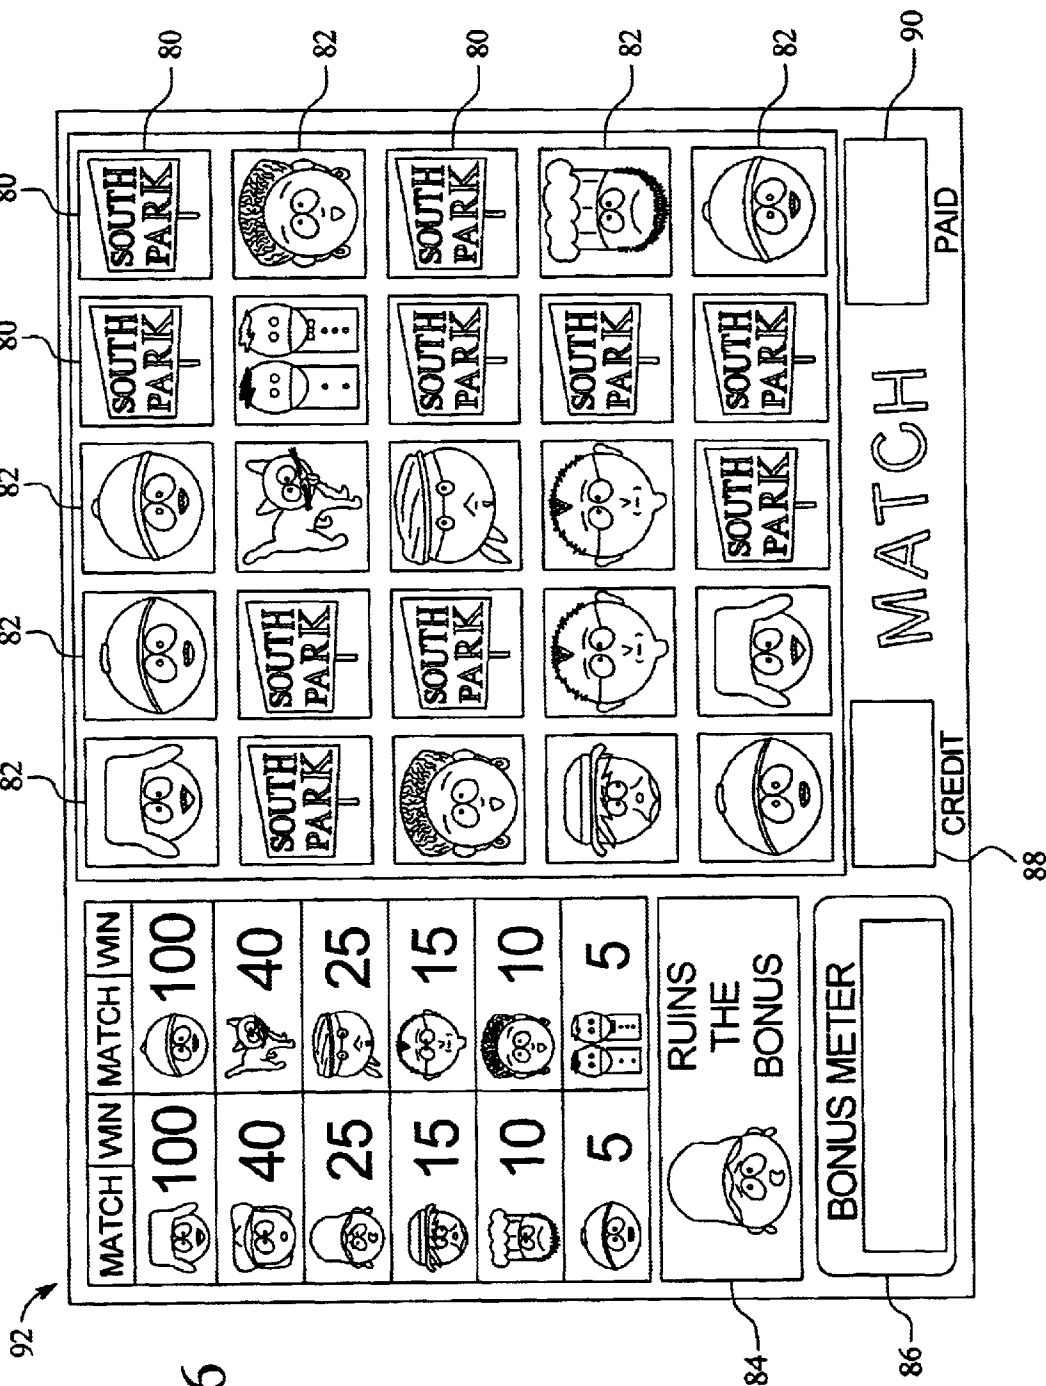 92
82 82 82 80 80
MATCH WIN MATCH WIN
100 100
40 40
25 25
15 15
10 10
5 5
RUINS
THE
BONUS
BONUS METER
84
86
SOUTH
PARK
SOUTH
PARK
80
SOUTH
PARK
SOUTH
PARK
82
SOUTH
PARK
SOUTH
PARK
SOUTH
PARK
80
SOUTH
PARK
82
SOUTH
PARK
SOUTH
PARK
82
CREDIT
MATCH
PAID
88
90
6